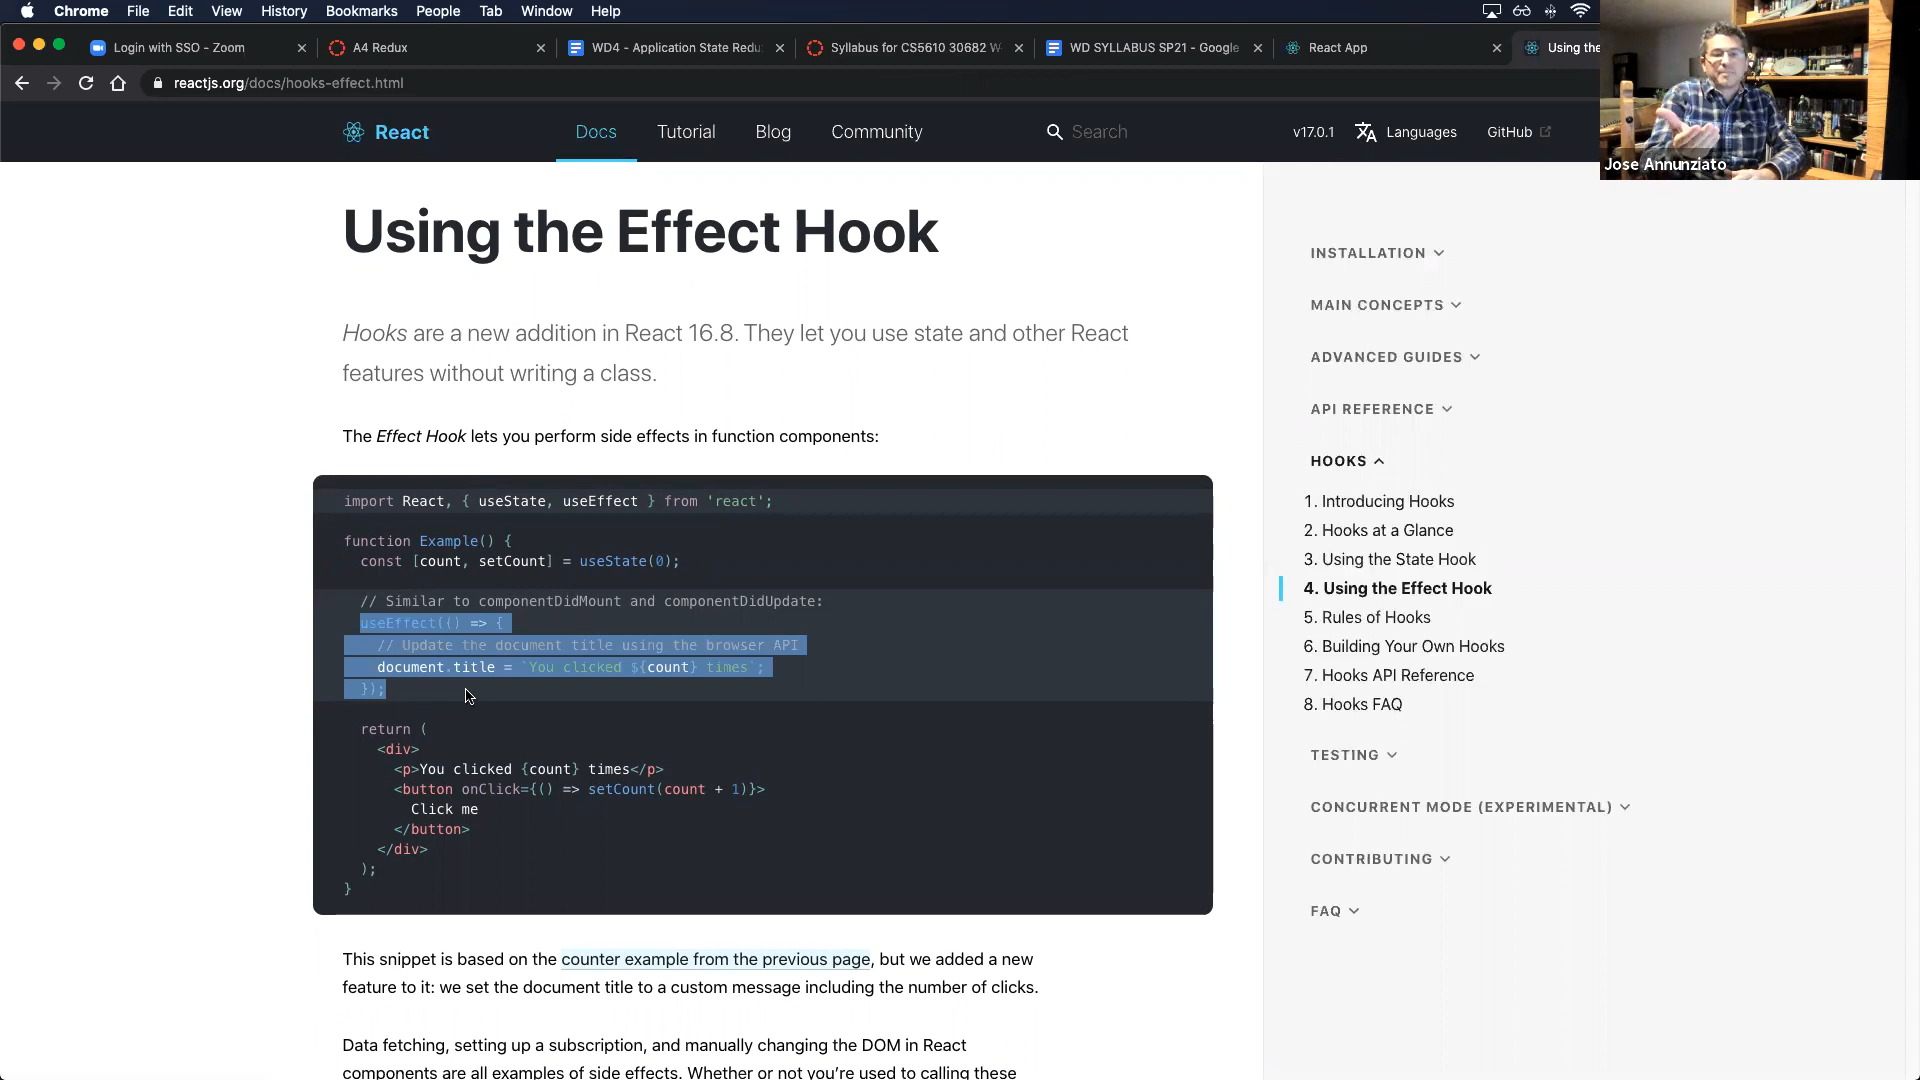 Chrome File Edit View History Bookmarks People Tab Window Help
Login with SSO - Zoom
A4 Redux
WD4 - Application State Redu
Syllabus for CS5610 30682 W
WD SYLLABUS SP21 - Google
React App
Using the
reactjs.org/docs/hooks-effect.html
Jose Annunziato
React
Docs
Tutorial
Blog
Community
Search
v17.0.1
Languages
GitHub
Using the Effect Hook
Hooks are a new addition in React 16.8. They let you use state and other React
features without writing a class.
The Effect Hook lets you perform side effects in function components:
import React, { useState, useEffect } from 'react';
function Example() {
  const [count, setCount] = useState(0);
  // Similar to componentDidMount and componentDidUpdate:
  useEffect(() => {
    // Update the document title using the browser API
    document.title = `You clicked ${count} times`;
  });
  return (
    <div>
      <p>You clicked {count} times</p>
      <button onClick={() => setCount(count + 1)}>
        Click me
      </button>
    </div>
  );
}
This snippet is based on the counter example from the previous page, but we added a new
feature to it: we set the document title to a custom message including the number of clicks.
Data fetching, setting up a subscription, and manually changing the DOM in React
components are all examples of side effects. Whether or not you're used to calling these
INSTALLATION
MAIN CONCEPTS
ADVANCED GUIDES
API REFERENCE
HOOKS
1. Introducing Hooks
2. Hooks at a Glance
3. Using the State Hook
4. Using the Effect Hook
5. Rules of Hooks
6. Building Your Own Hooks
7. Hooks API Reference
8. Hooks FAQ
TESTING
CONCURRENT MODE (EXPERIMENTAL)
CONTRIBUTING
FAQ